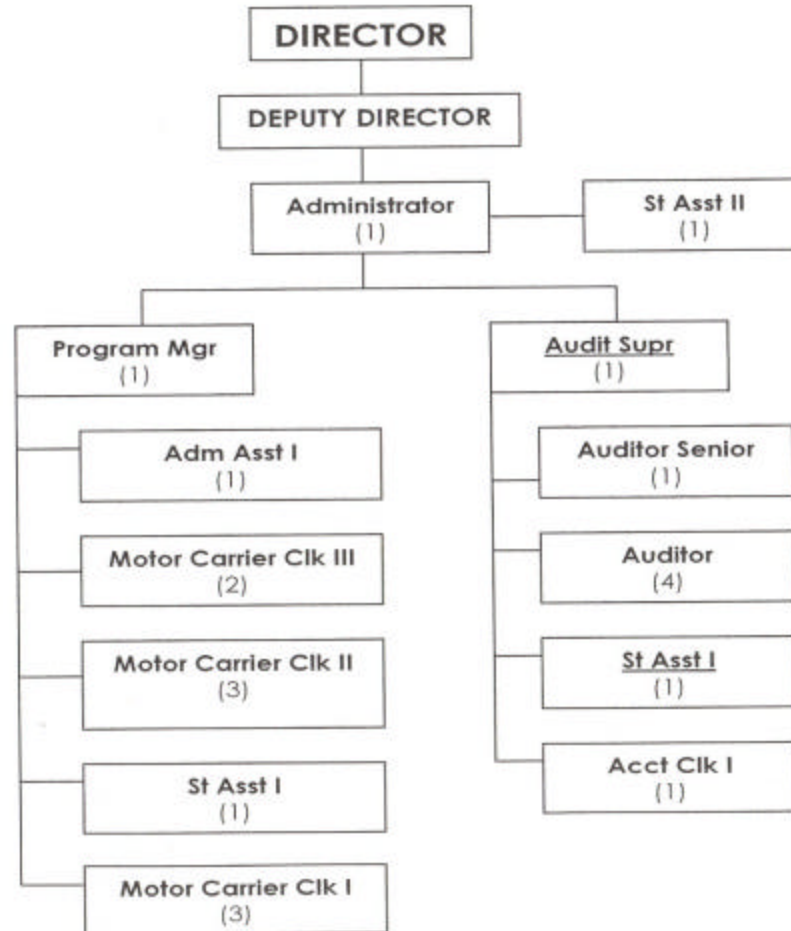 DIRECTOR
DEPUTY DIRECTOR
Administrator
(1)
St Asst II
(1)
Program Mgr
(1)
Adm Asst I
(1)
Motor Carrier Clk III
(2)
Motor Carrier Clk II
(3)
St Asst I
(1)
Motor Carrier Clk I
(3)
Audit Supr
(1)
Auditor Senior
(1)
Auditor
(4)
St Asst I
(1)
Acct Clk I
(1)